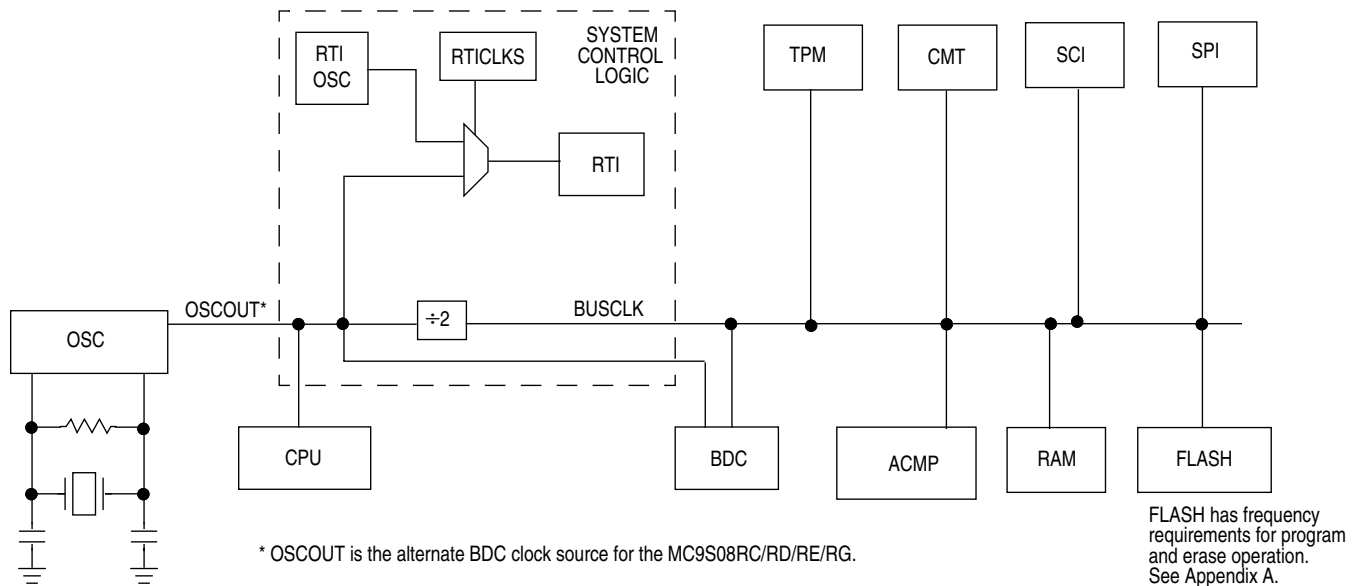 SYSTEM
CONTROL
LOGIC
RTI
OSC
RTICLKS
TPM
CMT
SCI
SPI
RTI
OSCOUT*
÷2
BUSCLK
OSC
CPU
BDC
ACMP
RAM
FLASH
FLASH has frequency
requirements for program
and erase operation.
See Appendix A.
* OSCOUT is the alternate BDC clock source for the MC9S08RC/RD/RE/RG.